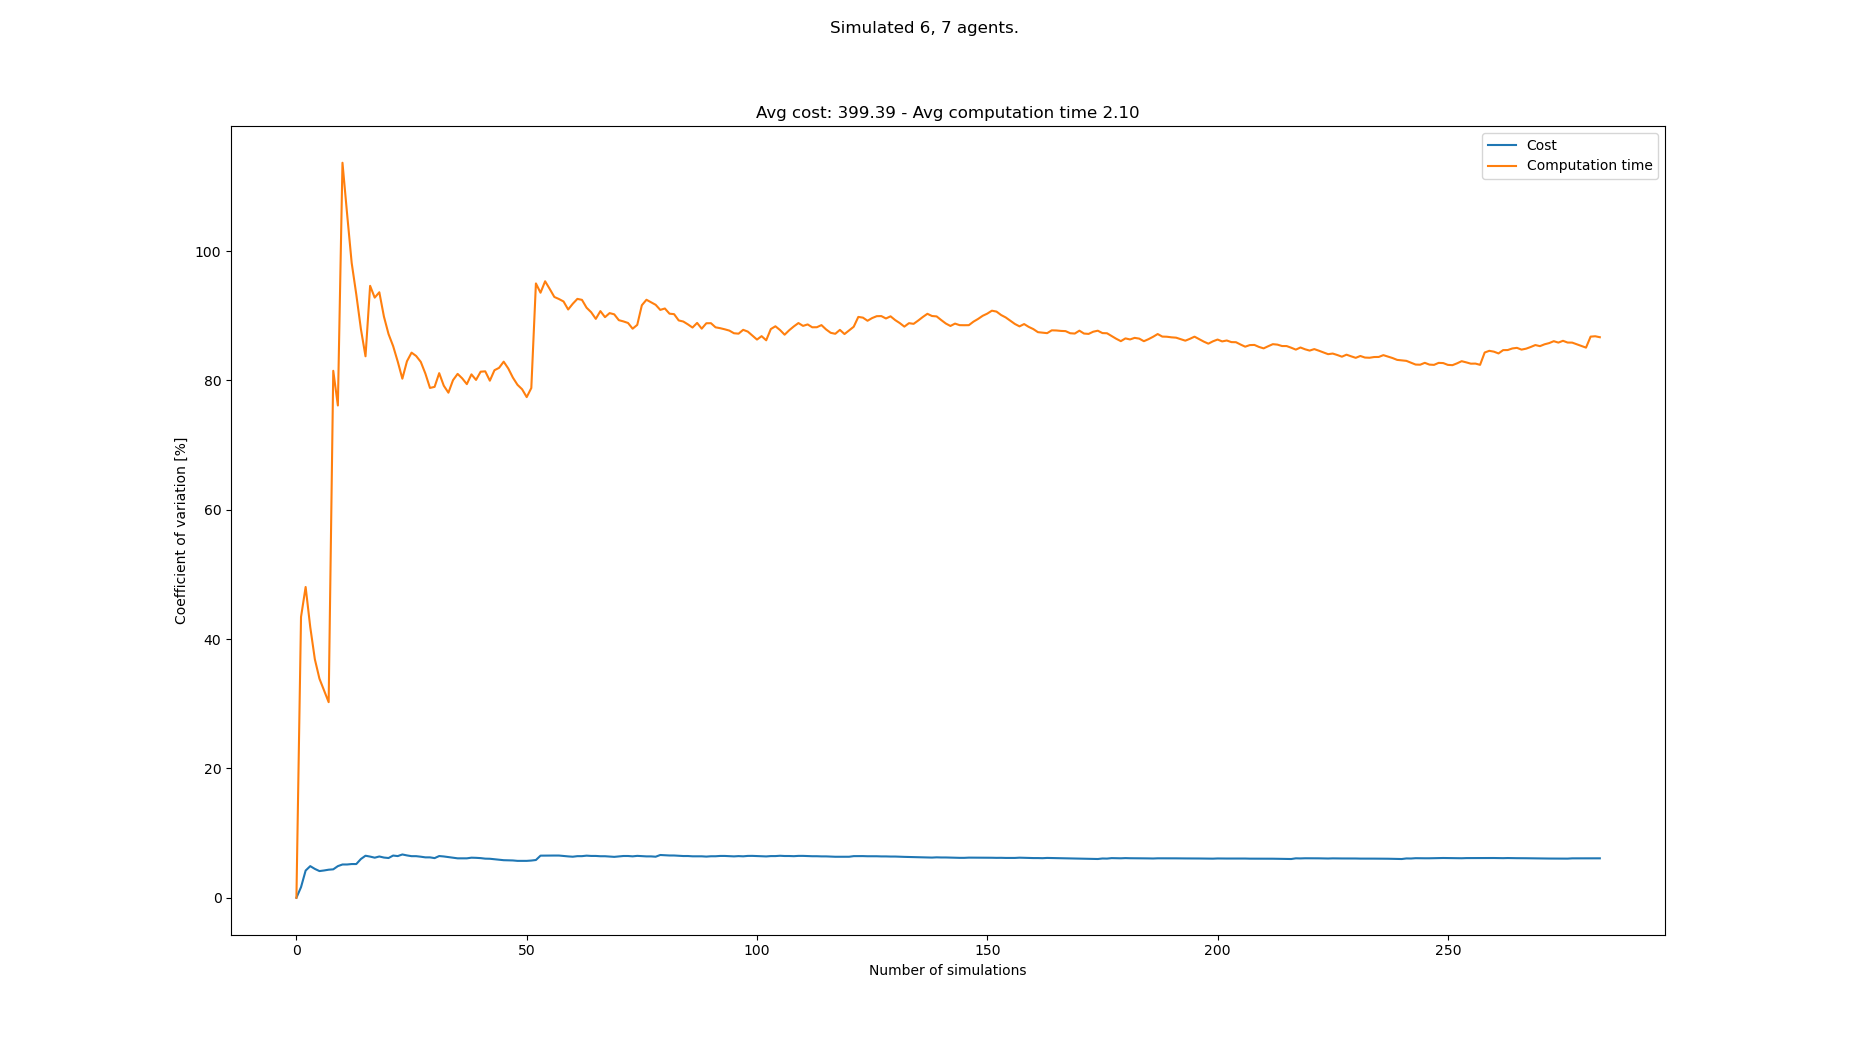 Simulated 6, 7 agents.
Avg cost: 399.39 - Avg computation time 2.10
Cost
Computation time
100
80
60
40
20
0
Coefficient of variation [%]
0 50 100 150 200 250
Number of simulations